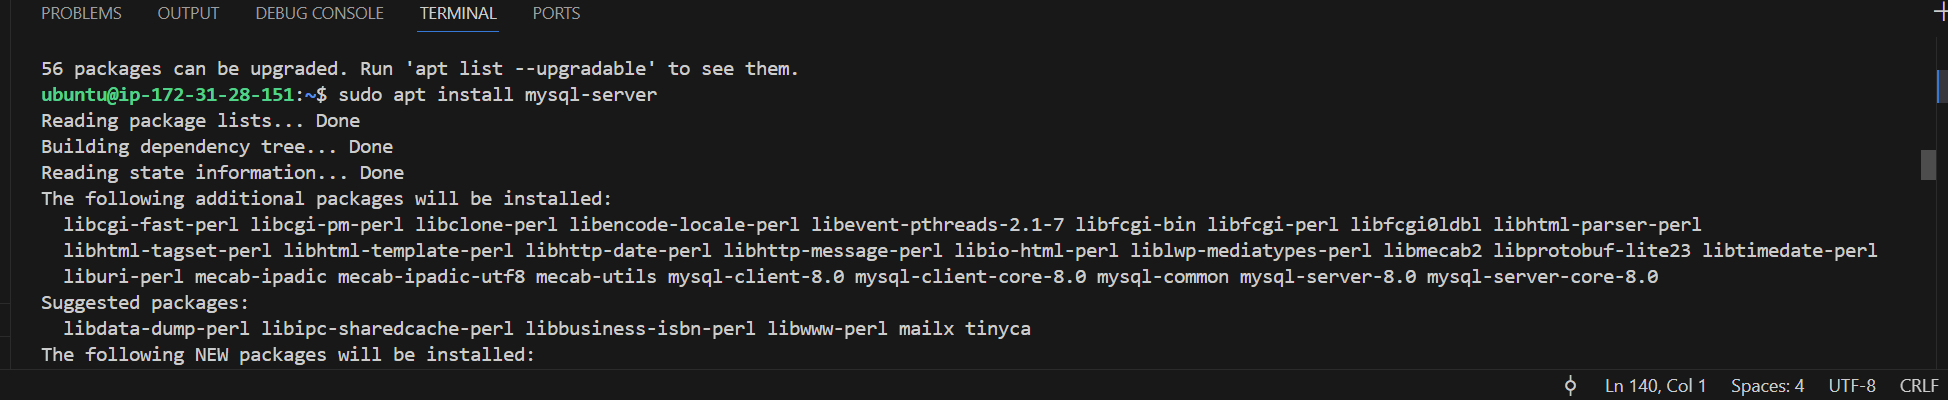 PROBLEMS OUTPUT DEBUG CONSOLE TERMINAL PORTS
56 packages can be upgraded. Run 'apt list --upgradable' to see them.
ubuntu@ip-172-31-28-151:~$ sudo apt install mysql-server
Reading package lists... Done
Building dependency tree... Done
Reading state information... Done
The following additional packages will be installed:
  libcgi-fast-perl libcgi-pm-perl libclone-perl libencode-locale-perl libevent-pthreads-2.1-7 libfcgi-bin libfcgi-perl libfcgi0ldbl libhtml-parser-perl
  libhtml-tagset-perl libhtml-template-perl libhttp-date-perl libhttp-message-perl libio-html-perl liblwp-mediatypes-perl libmecab2 libprotobuf-lite23 libtimedate-perl
  liburi-perl mecab-ipadic mecab-ipadic-utf8 mecab-utils mysql-client-8.0 mysql-client-core-8.0 mysql-common mysql-server-8.0 mysql-server-core-8.0
Suggested packages:
  libdata-dump-perl libipc-sharedcache-perl libbusiness-isbn-perl libwww-perl mailx tinyca
The following NEW packages will be installed:
Ln 140, Col 1 Spaces: 4 UTF-8 CRLF